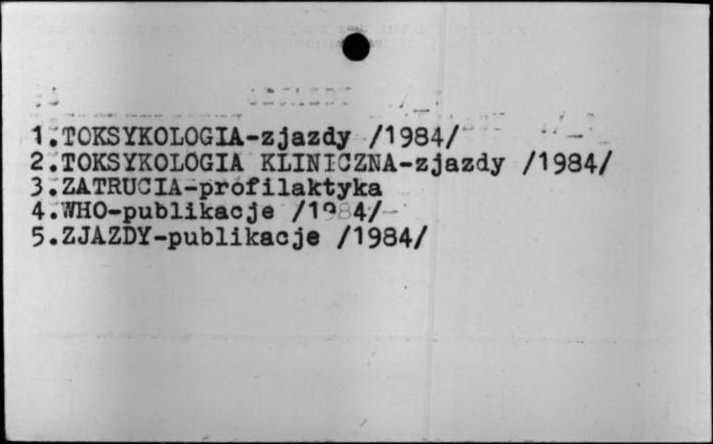 1.TOKSYKOLOGIA-zjazdy /1984/
2.TOKSYKOLOGIA KLINICZNA-zjazdy /1984/
3.ZATRUCIA-profilaktyka
4.WHO-publikacje /1984/
5.ZJAZDY-publikacje /1984/